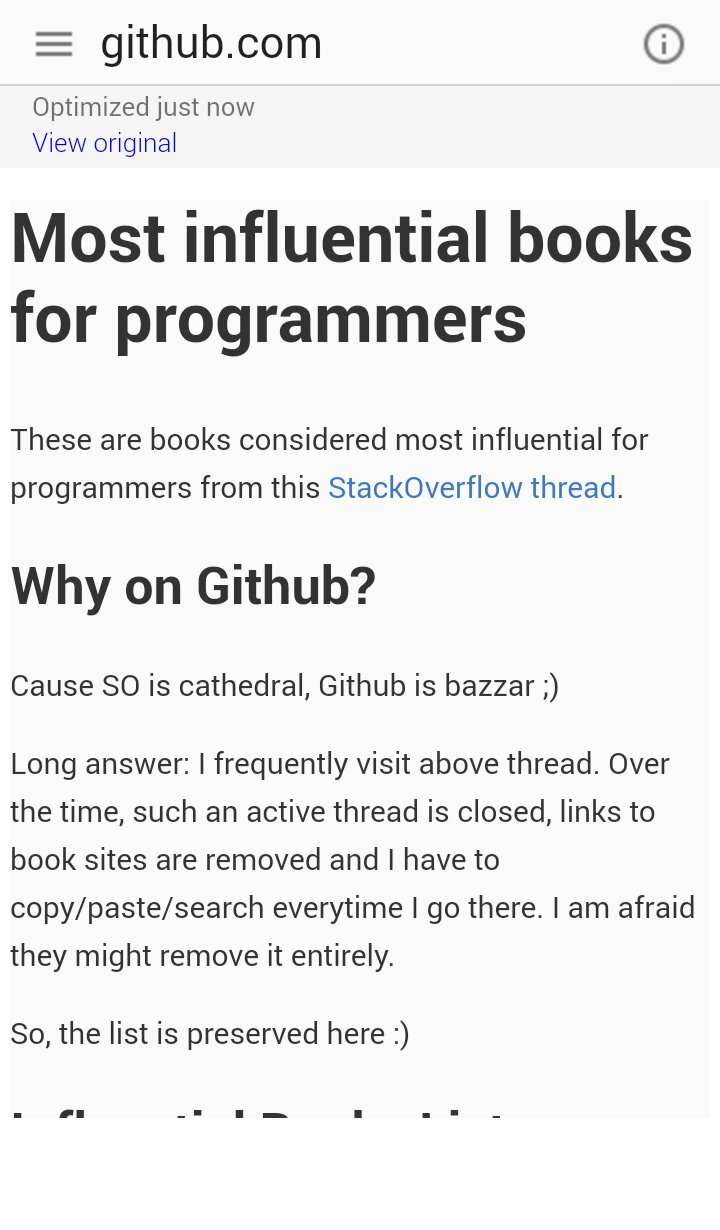 github.com
Optimized just now
View original
Most influential books
for programmers
These are books considered most influential for
programmers from this StackOverflow thread.
Why on Github?
Cause SO is cathedral, Github is bazzar ;)
Long answer: I frequently visit above thread. Over
the time, such an active thread is closed, links to
book sites are removed and I have to
copy/paste/search everytime I go there. I am afraid
they might remove it entirely.
So, the list is preserved here :)